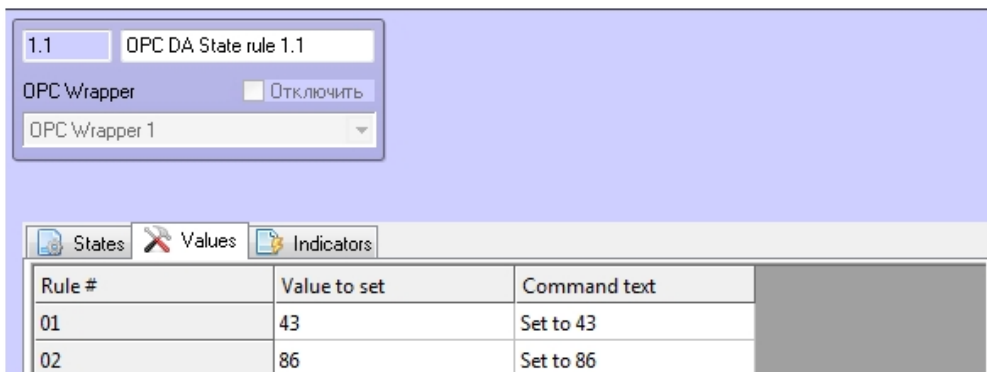 1.1 OPC DA State rule 1.1
OPC Wrapper Отключить
OPC Wrapper 1
States Values Indicators
Rule # Value to set Command text
01 43 Set to 43
02 86 Set to 86